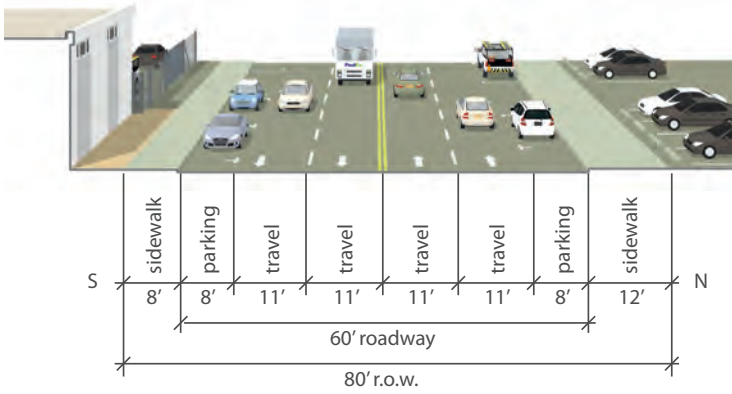 FedEx
sidewalk
parking
travel
travel
travel
travel
parking
sidewalk
S
8’
8’
11’
11’
11’
11’
8’
12’
N
60’ roadway
80’ r.o.w.